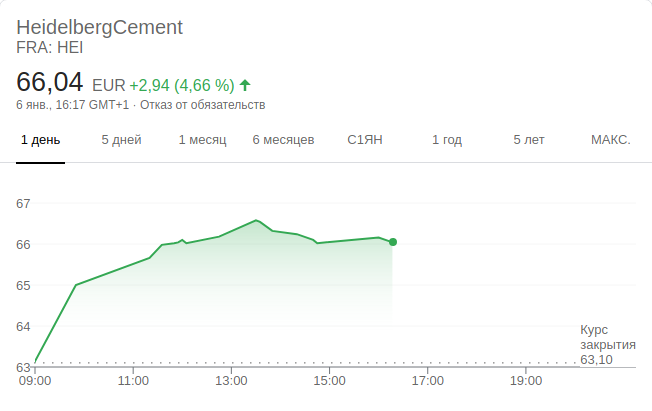 HeidelbergCement
FRA: HEI
66,04 EUR +2,94 (4,66 %)
6 янв., 16:17 GMT+1 · Отказ от обязательств
1 день 5 дней 1 месяц 6 месяцев С1ЯН 1 год 5 лет МАКС.
67
66
65
64
Курс
закрытия
63,10
63
09:00 11:00 13:00 15:00 17:00 19:00